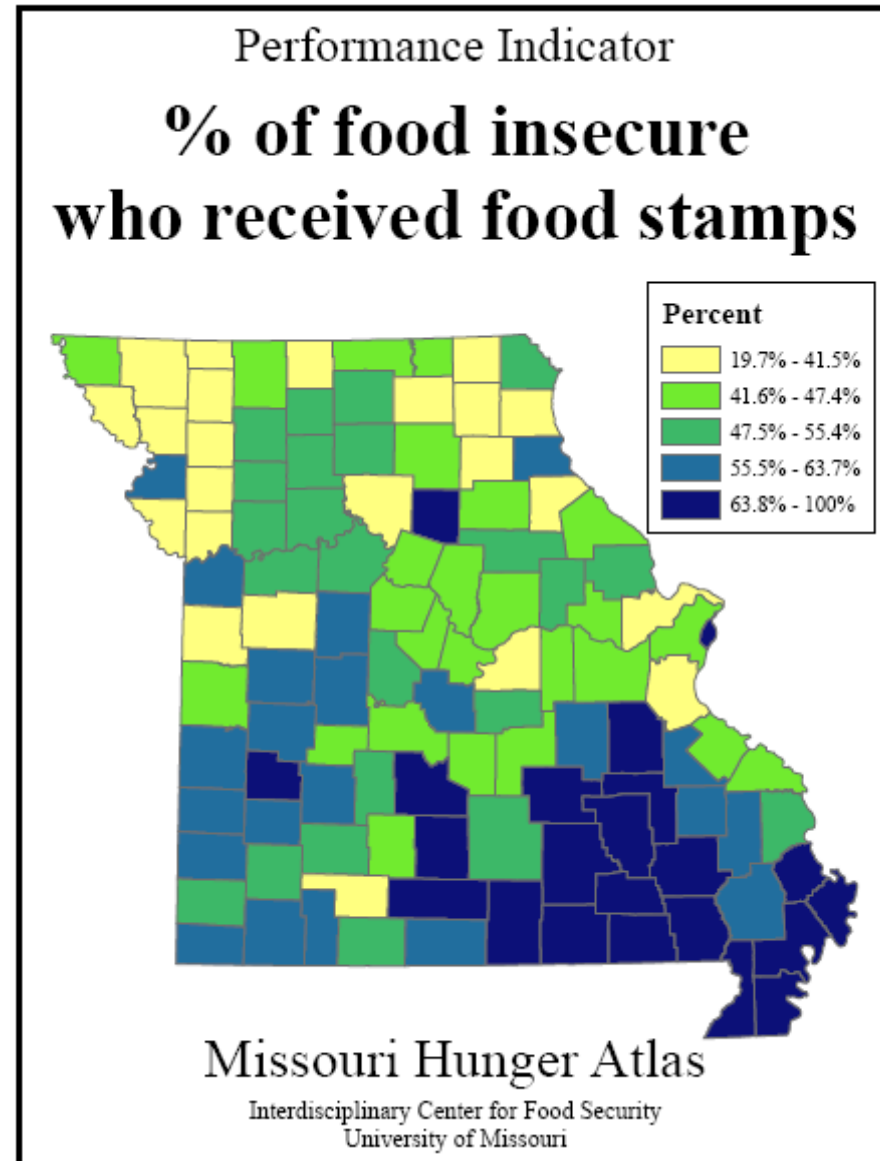 Performance Indicator
% of food insecure
who received food stamps
Percent
19.7% - 41.5%
41.6% - 47.4%
47.5% - 55.4%
55.5% - 63.7%
63.8% - 100%
Missouri Hunger Atlas
Interdisciplinary Center for Food Security
University of Missouri